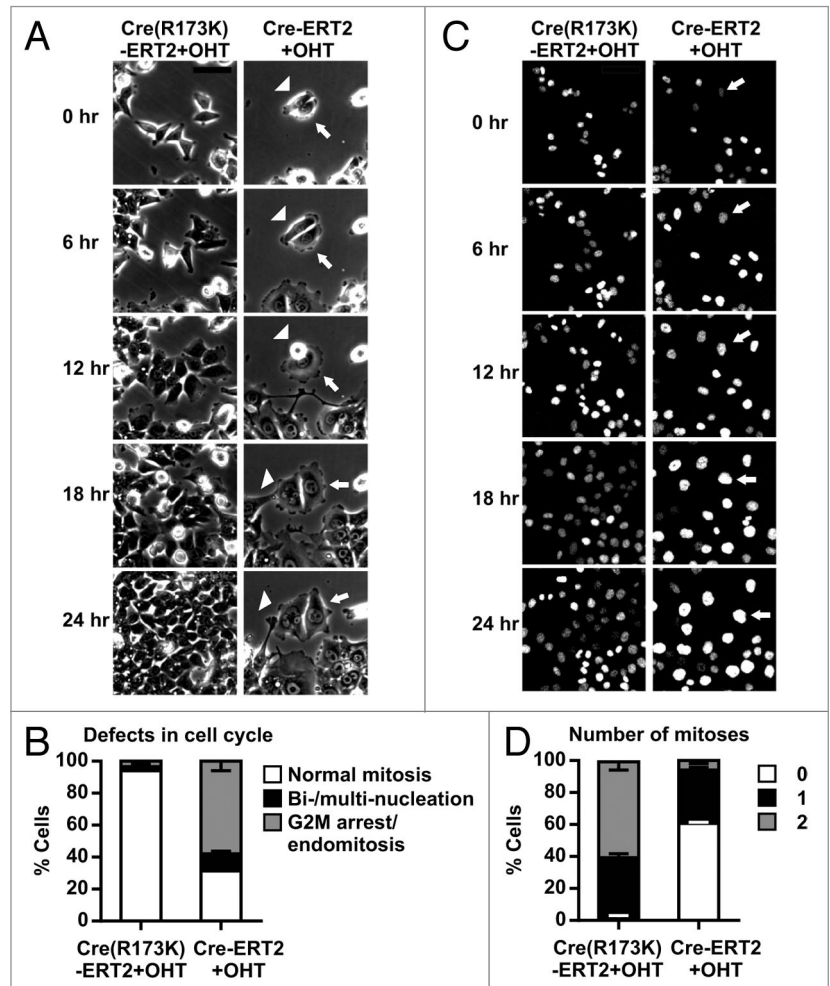 A
Cre(R173K)
-ERT2+OHT
Cre-ERT2
+OHT
0 hr
6 hr
12 hr
18 hr
24 hr
C
Cre(R173K)
-ERT2+OHT
Cre-ERT2
+OHT
0 hr
6 hr
12 hr
18 hr
24 hr
B
Defects in cell cycle
% Cells
100
80
60
40
20
0
Normal mitosis
Bi-/multi-nucleation
G2M arrest/
endomitosis
Cre(R173K)
-ERT2+OHT
Cre-ERT2
+OHT
D
Number of mitoses
% Cells
100
80
60
40
20
0
0
1
2
Cre(R173K)
-ERT2+OHT
Cre-ERT2
+OHT